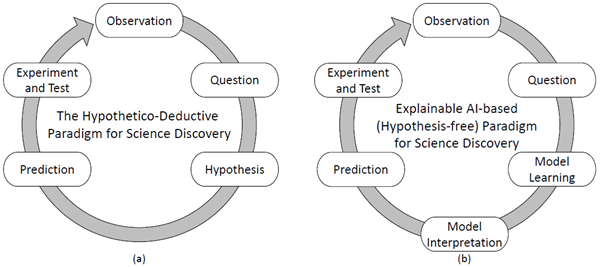 Observation
Question
Hypothesis
Prediction
Experiment
and Test
The Hypothetico-Deductive
Paradigm for Science Discovery
(a)
Observation
Question
Model
Learning
Model
Interpretation
Prediction
Experiment
and Test
Explainable AI-based
(Hypothesis-free) Paradigm
for Science Discovery
(b)